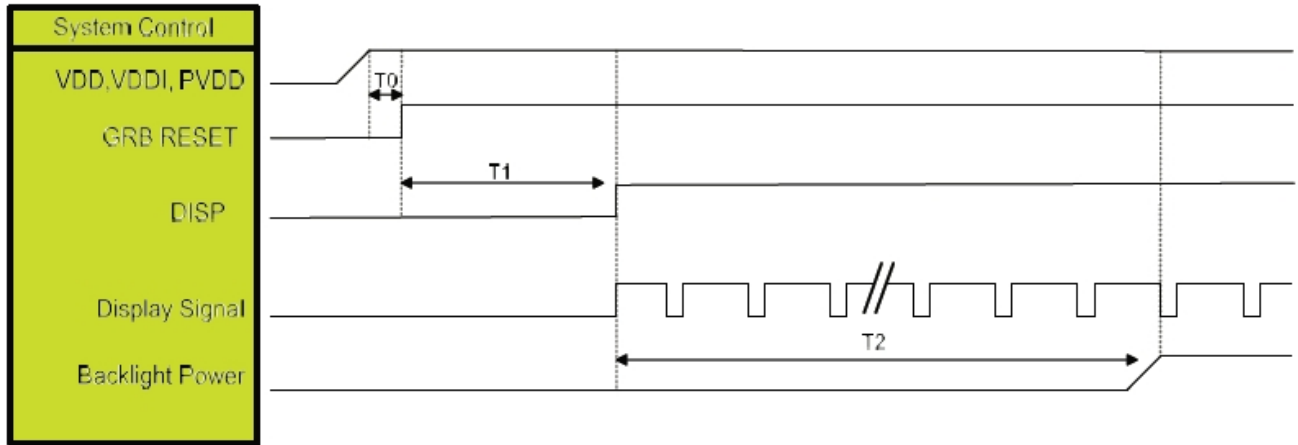 System Control
VDD,VDDI, PVDD
T0
GRB RESET
T1
DISP
Display Signal
T2
Backlight Power